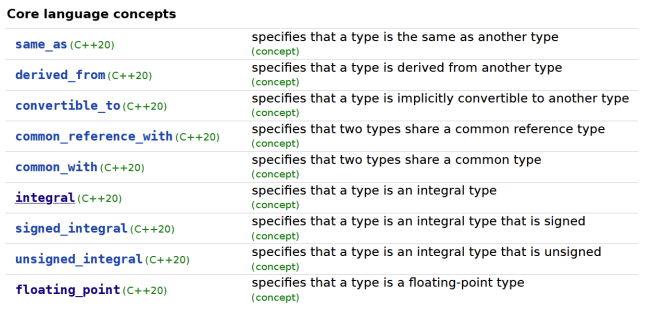 Core language concepts
same_as (C++20) specifies that a type is the same as another type
(concept)
derived_from (C++20) specifies that a type is derived from another type
(concept)
convertible_to (C++20) specifies that a type is implicitly convertible to another type
(concept)
common_reference_with (C++20) specifies that two types share a common reference type
(concept)
common_with (C++20) specifies that two types share a common type
(concept)
integral (C++20) specifies that a type is an integral type
(concept)
signed_integral (C++20) specifies that a type is an integral type that is signed
(concept)
unsigned_integral (C++20) specifies that a type is an integral type that is unsigned
(concept)
floating_point (C++20) specifies that a type is a floating-point type
(concept)